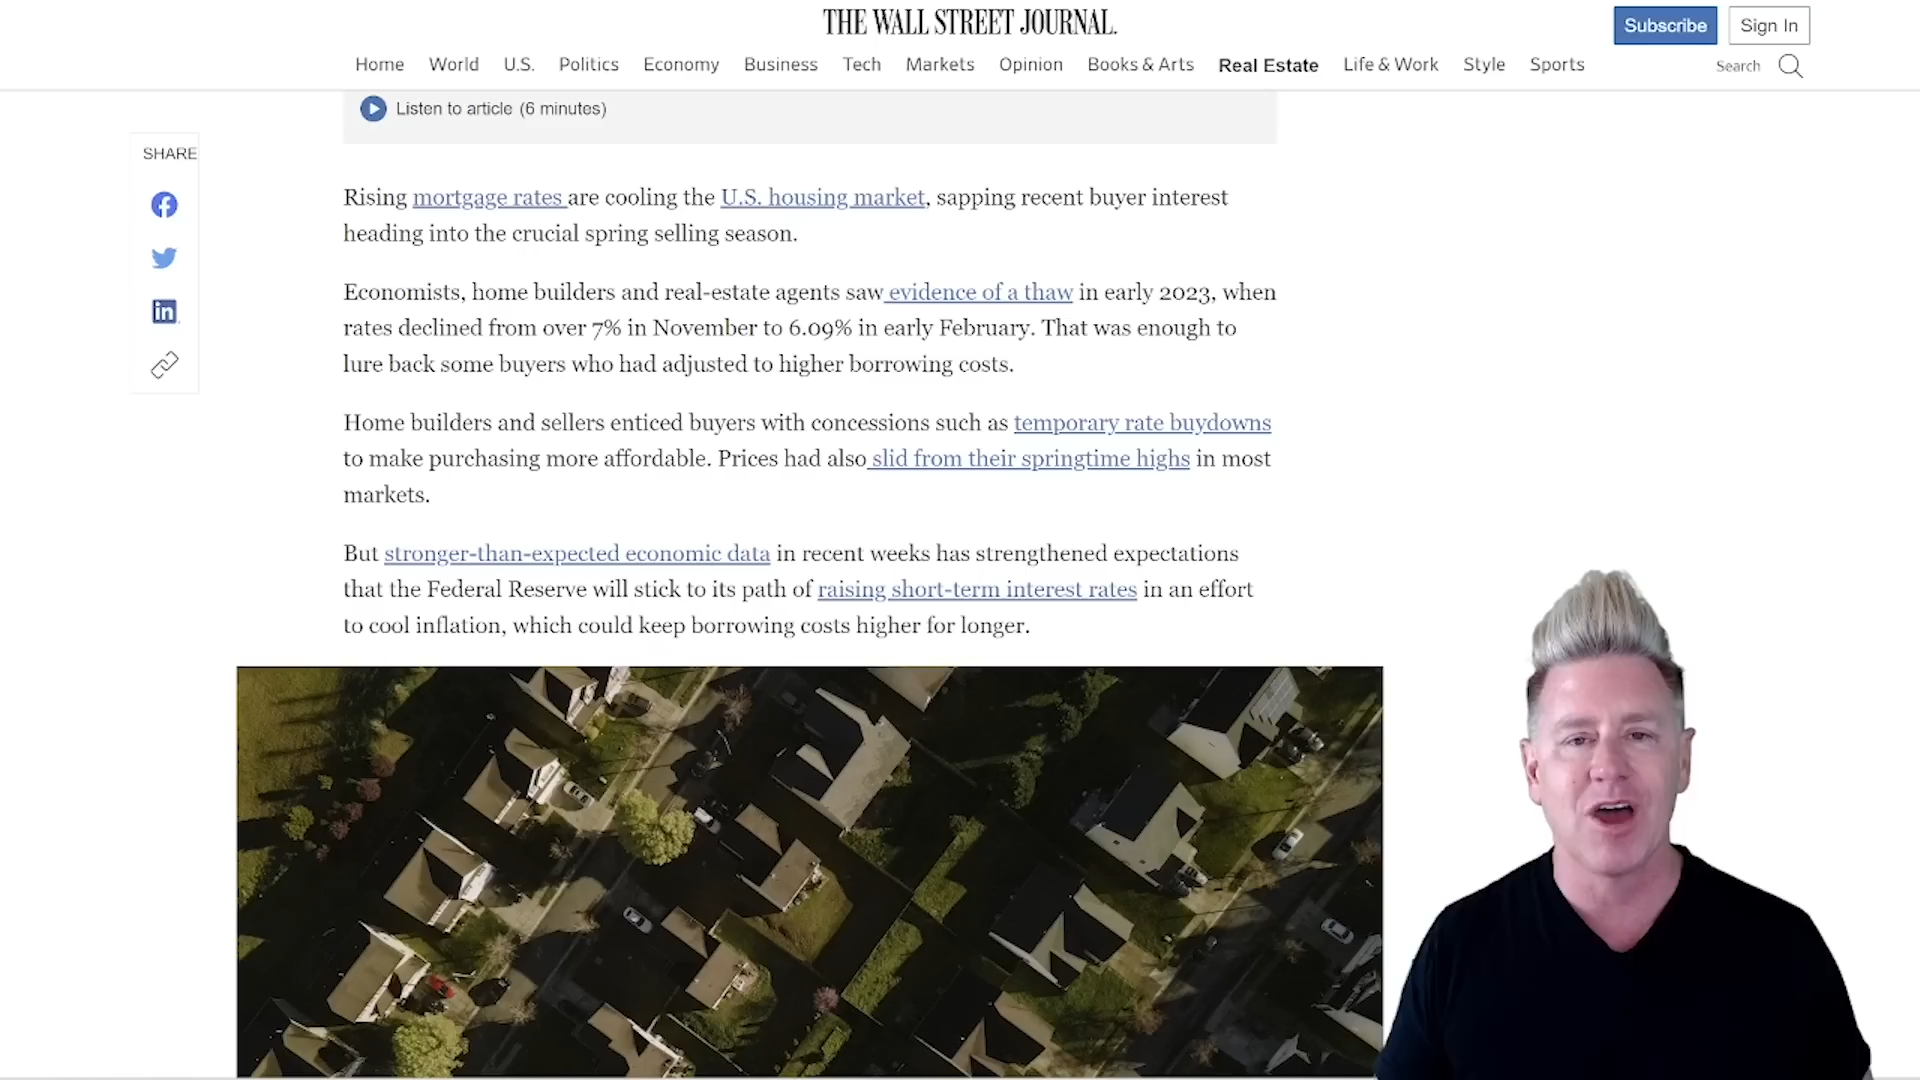 THE WALL STREET JOURNAL.
Subscribe
Sign In
Home World U.S. Politics Economy Business Tech Markets Opinion Books & Arts Real Estate Life & Work Style Sports
Search
Listen to article (6 minutes)
SHARE
Rising mortgage rates are cooling the U.S. housing market, sapping recent buyer interest
heading into the crucial spring selling season.
Economists, home builders and real-estate agents saw evidence of a thaw in early 2023, when
rates declined from over 7% in November to 6.09% in early February. That was enough to
lure back some buyers who had adjusted to higher borrowing costs.
Home builders and sellers enticed buyers with concessions such as temporary rate buydowns
to make purchasing more affordable. Prices had also slid from their springtime highs in most
markets.
But stronger-than-expected economic data in recent weeks has strengthened expectations
that the Federal Reserve will stick to its path of raising short-term interest rates in an effort
to cool inflation, which could keep borrowing costs higher for longer.